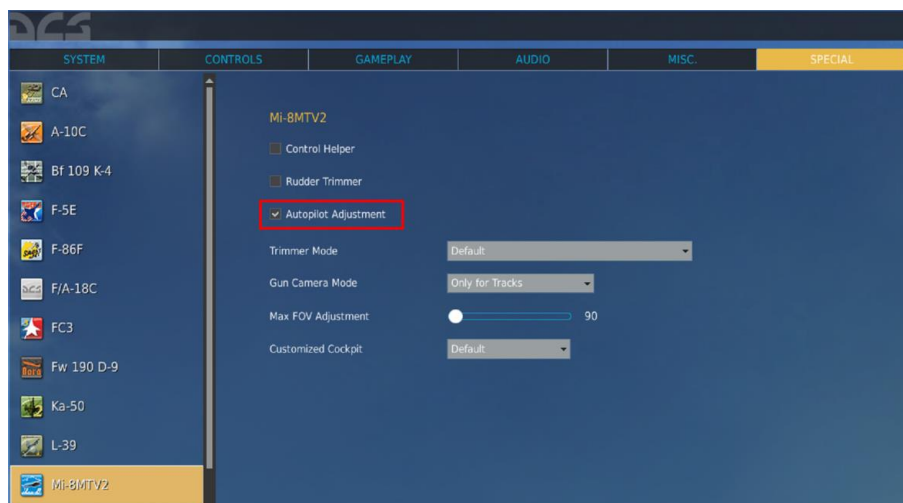 DCS
SYSTEM
CONTROLS
GAMEPLAY
AUDIO
MISC.
SPECIAL
CA
A-10C
Bf 109 K-4
F-5E
F-86F
F/A-18C
FC3
Fw 190 D-9
Ka-50
L-39
Mi-8MTV2
Mi-8MTV2
Control Helper
Rudder Trimmer
Autopilot Adjustment
Trimmer Mode Default
Gun Camera Mode Only for Tracks
Max FOV Adjustment 90
Customized Cockpit Default